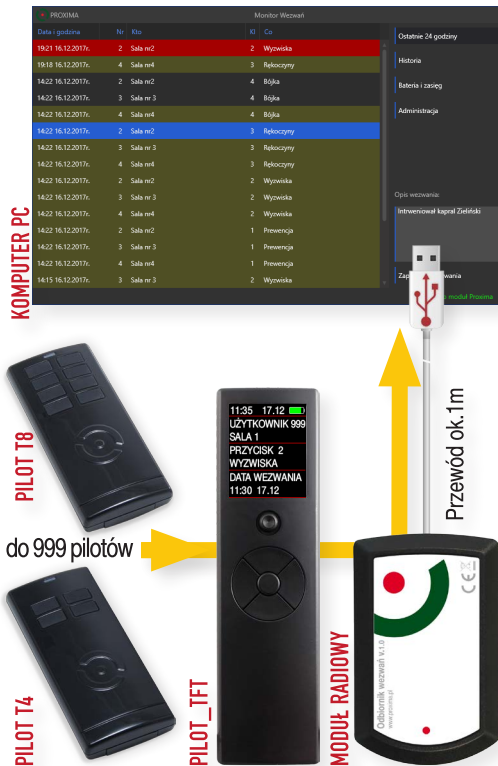 PROXIMA Monitor Wezwań
Data i godzina Nr Kto Kl Co
19:21 16.12.2017r. 2 Sala nr2 2 Wyzwiska
19:18 16.12.2017r. 4 Sala nr4 3 Rękoczyny
14:22 16.12.2017r. 2 Sala nr2 4 Bójka
14:22 16.12.2017r. 3 Sala nr 3 4 Bójka
14:22 16.12.2017r. 4 Sala nr4 4 Bójka
14:22 16.12.2017r. 2 Sala nr2 3 Rękoczyny
14:22 16.12.2017r. 3 Sala nr 3 3 Rękoczyny
14:22 16.12.2017r. 4 Sala nr4 3 Rękoczyny
14:22 16.12.2017r. 2 Sala nr2 2 Wyzwiska
14:22 16.12.2017r. 3 Sala nr 3 2 Wyzwiska
14:22 16.12.2017r. 4 Sala nr4 2 Wyzwiska
14:22 16.12.2017r. 2 Sala nr2 1 Prewencja
14:22 16.12.2017r. 3 Sala nr 3 1 Prewencja
14:22 16.12.2017r. 4 Sala nr4 1 Prewencja
14:15 16.12.2017r. 3 Sala nr 3 2 Wyzwiska
Ostatnie 24 godziny
Historia
Bateria i zasięg
Administracja
Opis wezwania:
Intrweniował kapral Zieliński
moduł Proxima
KOMPUTER PC
PILOT T8
11:35 17.12
UŻYTKOWNIK 999
SALA 1
PRZYCISK 2
WYZWISKA
DATA WEZWANIA
11:30 17.12
Przewód ok.1m
do 999 pilotów
PILOT T4
PILOT_TFT
MODUŁ RADIOWY
Odbiornik wezwań v.1.0
CE